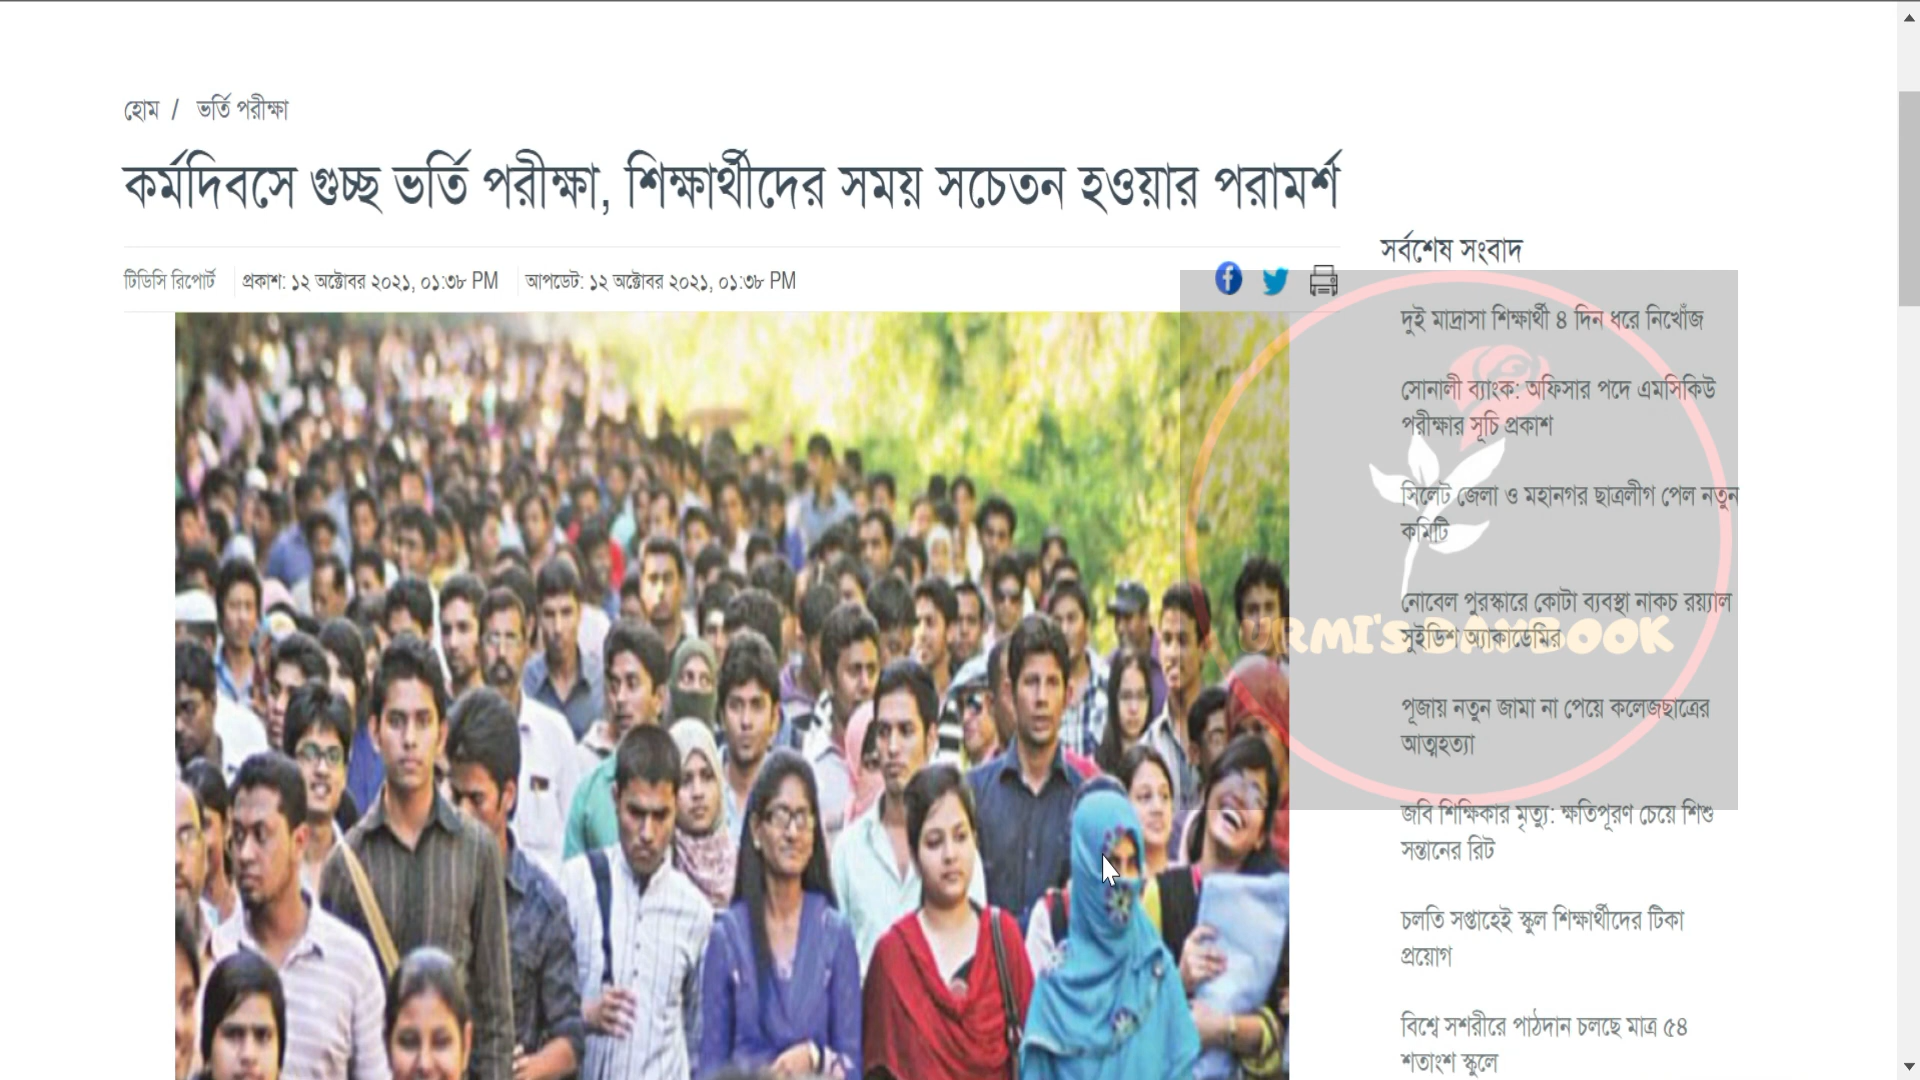 হোম / ভর্তি পরীক্ষা
কর্মদিবসে গুচ্ছ ভর্তি পরীক্ষা, শিক্ষার্থীদের সময় সচেতন হওয়ার পরামর্শ
টিডিসি রিপোর্ট
প্রকাশ: ১২ অক্টোবর ২০২১, ০১:৩৮ PM
আপডেট: ১২ অক্টোবর ২০২১, ০১:৩৮ PM
সর্বশেষ সংবাদ
দুই মাদ্রাসা শিক্ষার্থী ৪ দিন ধরে নিখোঁজ
সোনালী ব্যাংক: অফিসার পদে এমসিকিউ
পরীক্ষার সূচি প্রকাশ
সিলেট জেলা ও মহানগর ছাত্রলীগ পেল নতুন
কমিটি
নোবেল পুরস্কারে কোটা ব্যবস্থা নাকচ রয়্যাল
সুইডিশ অ্যাকাডেমির
URMI'S DAYBOOK
পূজায় নতুন জামা না পেয়ে কলেজছাত্রের
আত্মহত্যা
জবি শিক্ষিকার মৃত্যু: ক্ষতিপূরণ চেয়ে শিশু
সন্তানের রিট
চলতি সপ্তাহেই স্কুল শিক্ষার্থীদের টিকা
প্রয়োগ
বিশ্বে সশরীরে পাঠদান চলছে মাত্র ৫৪
শতাংশ স্কুলে